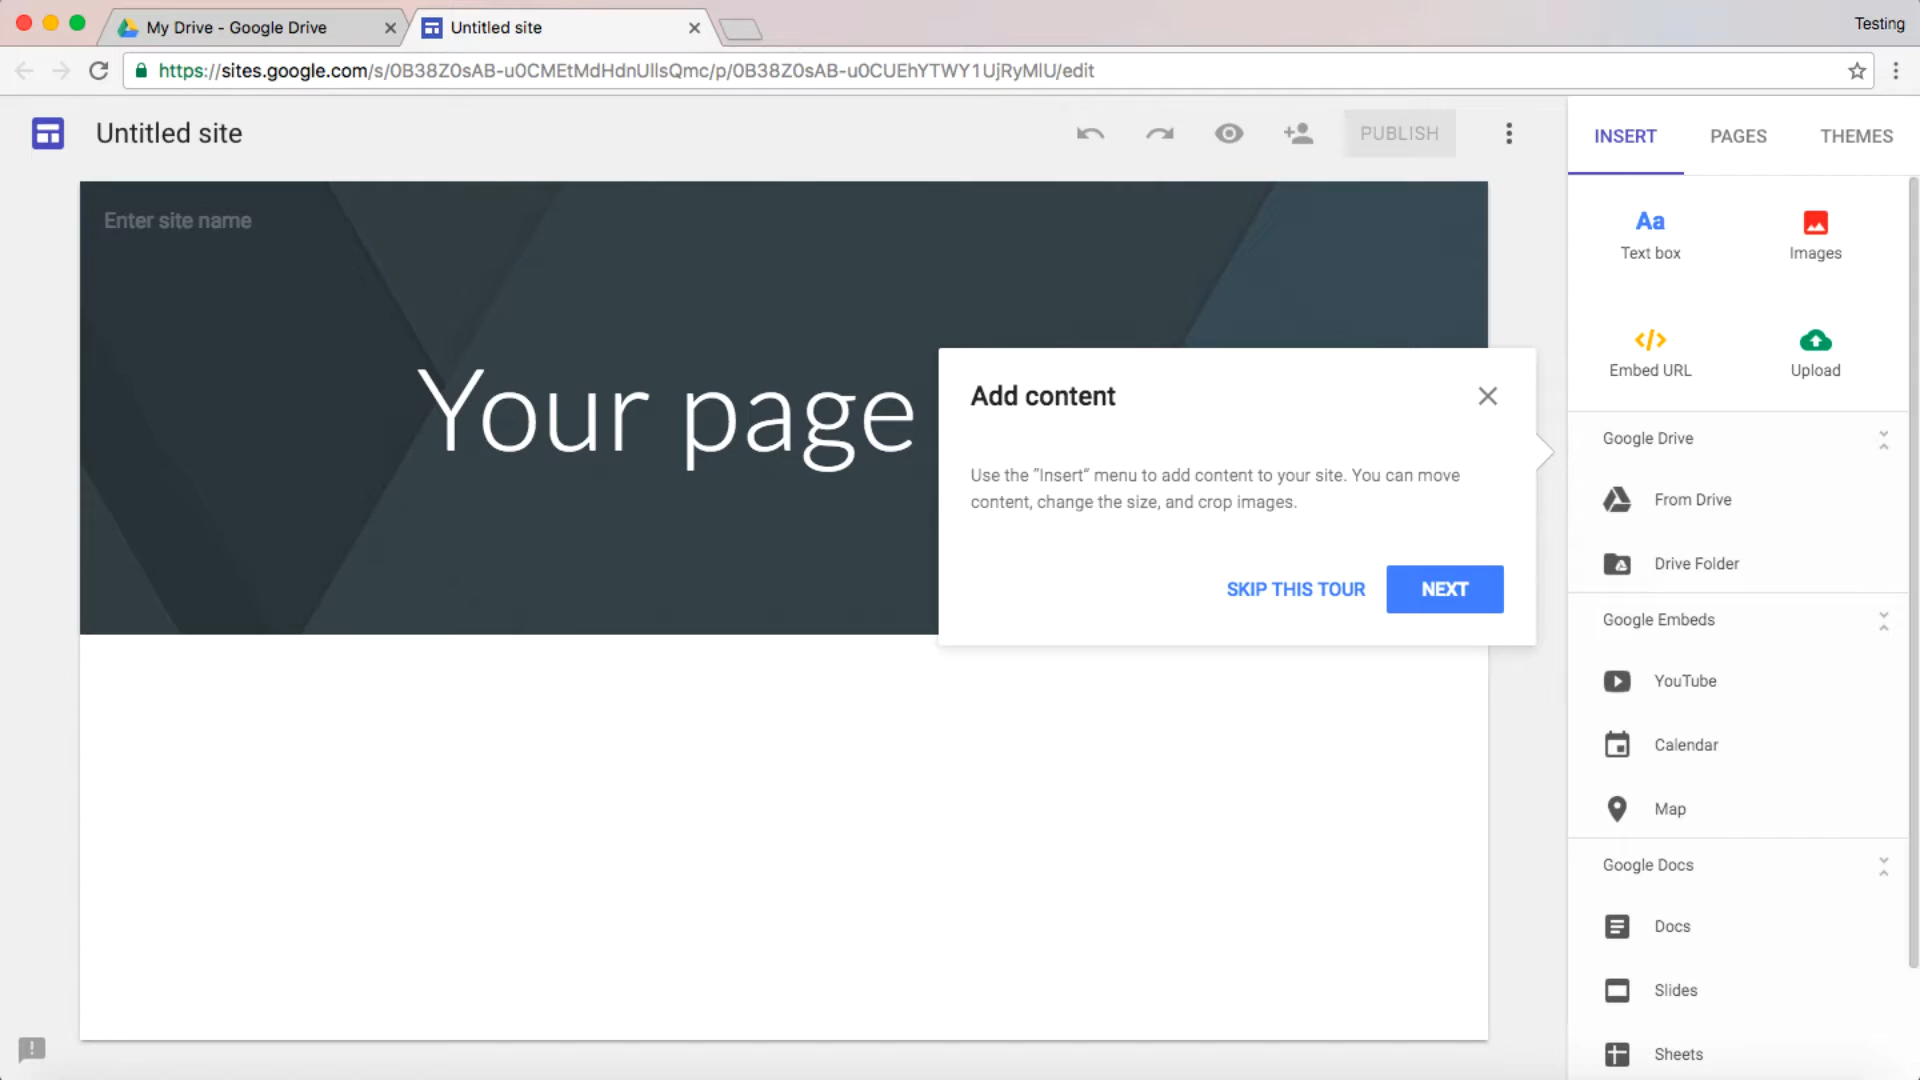 My Drive - Google Drive
Untitled site
Testing
https://sites.google.com/s/0B38Z0sAB-u0CMEtMdHdnUllsQmc/p/0B38Z0sAB-u0CUEhYTWY1UjRyMlU/edit
Untitled site
PUBLISH
INSERT
PAGES
THEMES
Enter site name
Your page
Add content
Use the "Insert" menu to add content to your site. You can move
content, change the size, and crop images.
SKIP THIS TOUR
NEXT
Aa
Text box
Images
Embed URL
Upload
Google Drive
From Drive
Drive Folder
Google Embeds
YouTube
Calendar
Map
Google Docs
Docs
Slides
Sheets